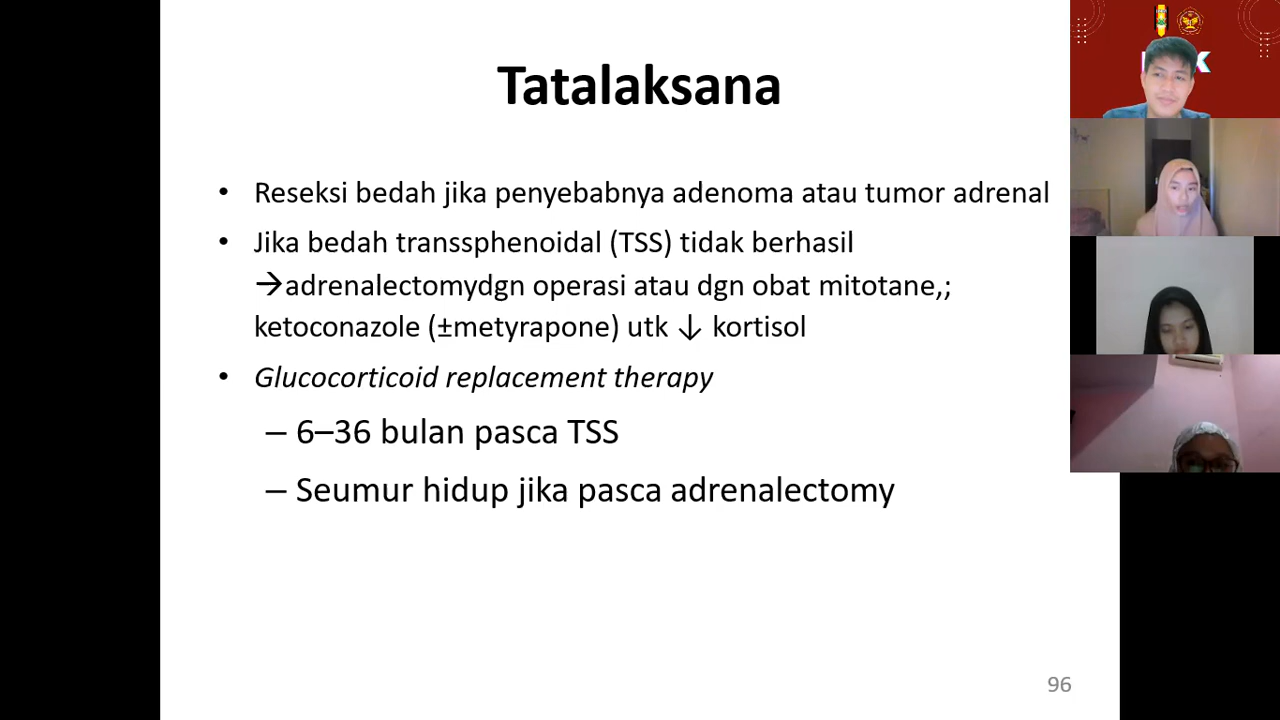 Tatalaksana
• Reseksi bedah jika penyebabnya adenoma atau tumor adrenal
• Jika bedah transsphenoidal (TSS) tidak berhasil
→adrenalectomydgn operasi atau dgn obat mitotane,;
ketoconazole (±metyrapone) utk ↓ kortisol
• Glucocorticoid replacement therapy
– 6–36 bulan pasca TSS
– Seumur hidup jika pasca adrenalectomy
96